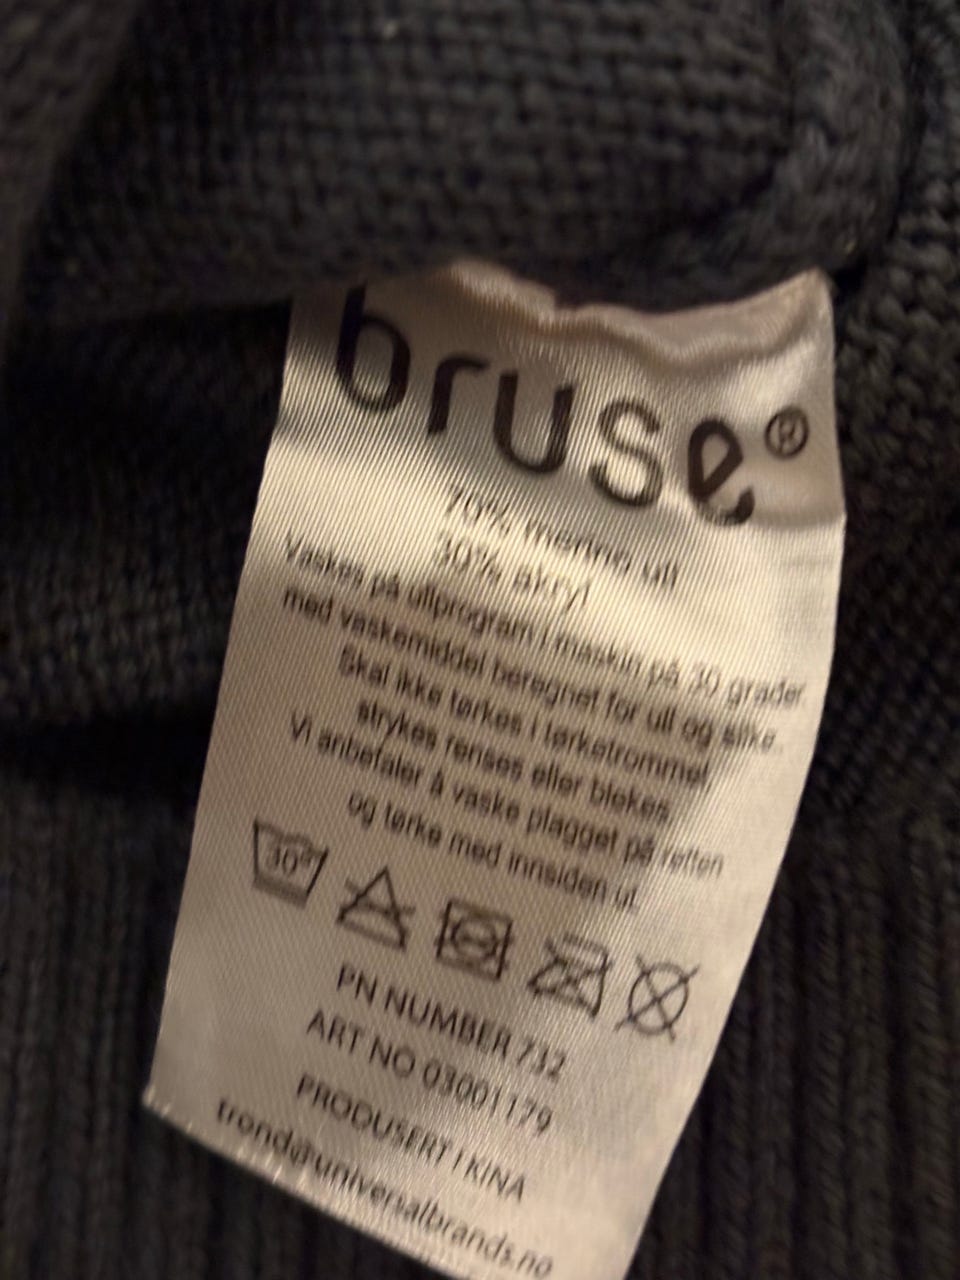 bruse®
70% merino ull
30% akryl
Vaskes på ullprogram i maskin på 30 grader
med vaskemiddel beregnet for ull og silke.
Skal ikke tørkes i tørketrommel
strykes renses eller blekes.
Vi anbefaler å vaske plagget på retten
og tørke med innsiden ut.
30°
PN NUMBER 732
ART NO 03001179
PRODUSERT I KINA
trond@universalbrands.no